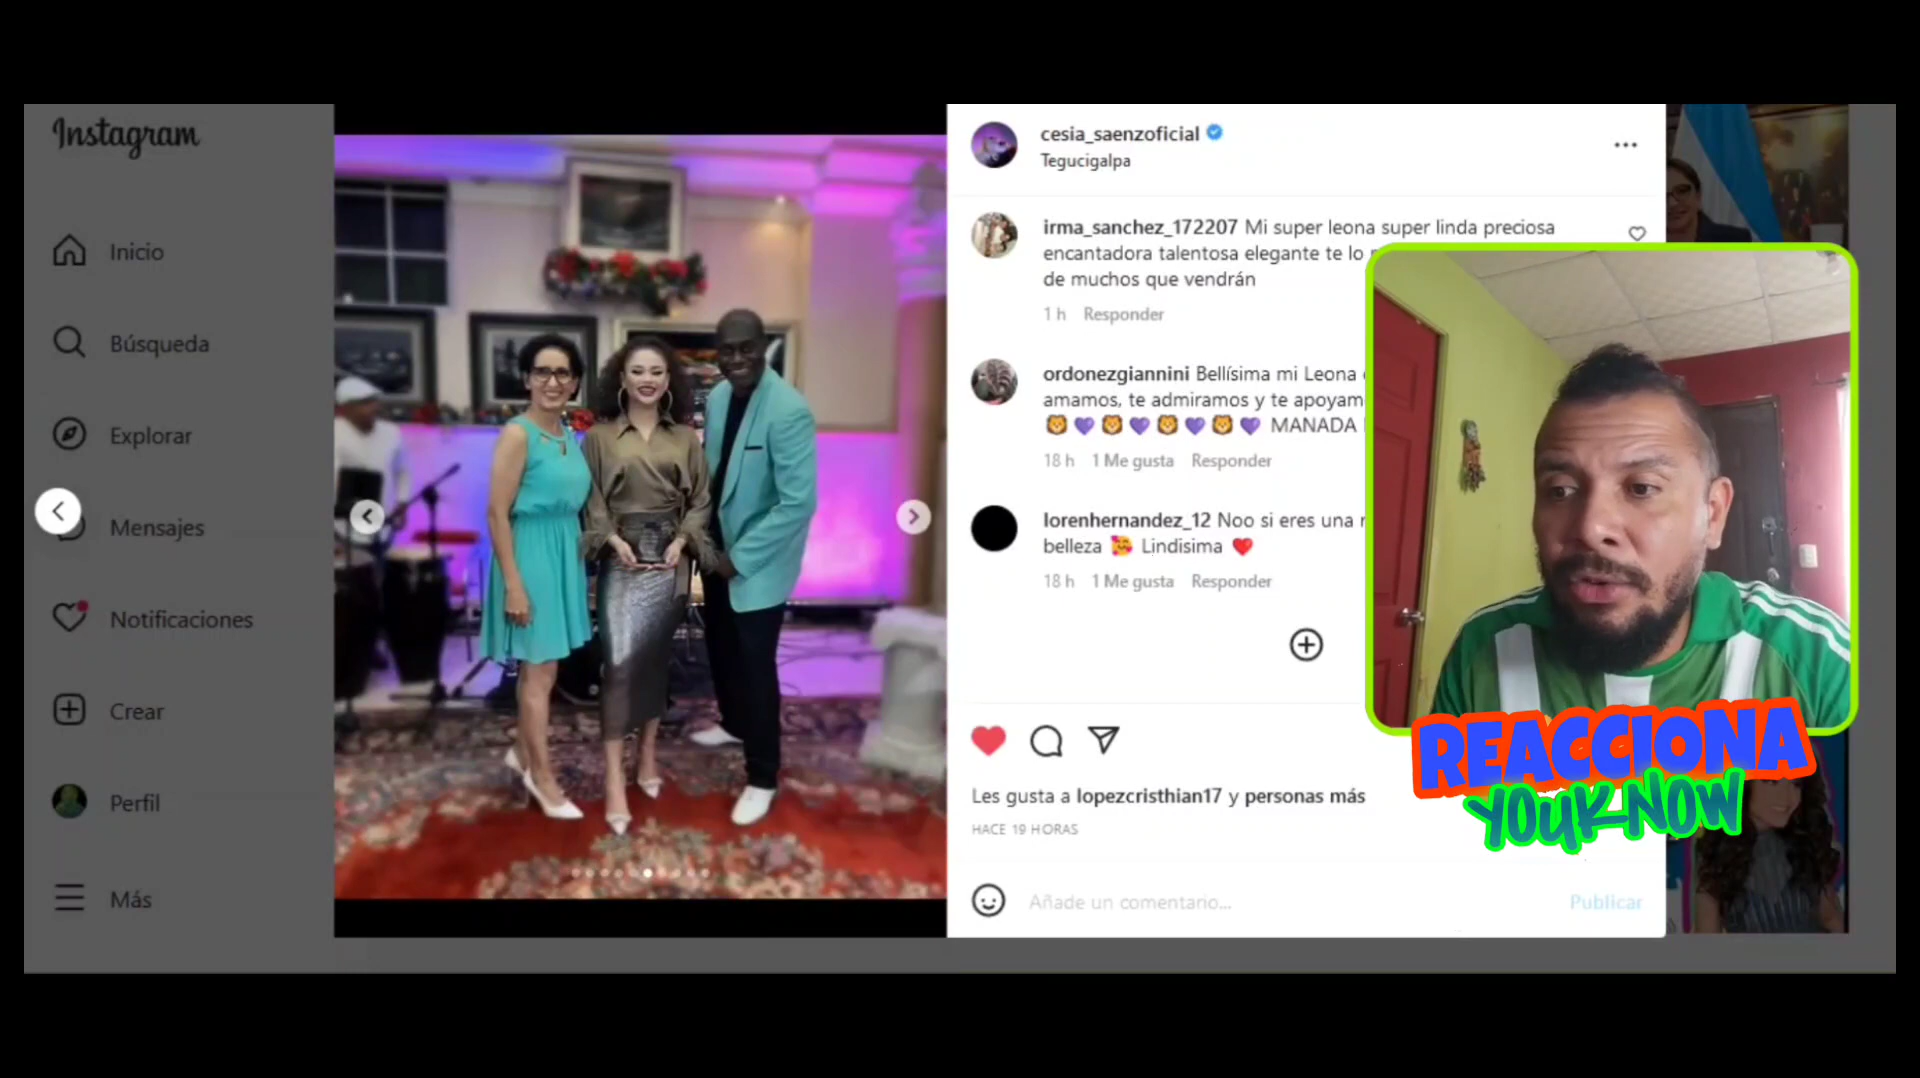 Instagram
Inicio
Búsqueda
Explorar
Mensajes
Notificaciones
Crear
Perfil
Más
cesia_saenzoficial
Tegucigalpa
irma_sanchez_172207 Mi super leona super linda preciosa
encantadora talentosa elegante te lo
de muchos que vendrán
1 h Responder
ordonezgiannini Bellísima mi Leona
amamos, te admiramos y te apoyam
🦁 💜 🦁 💜 🦁 💜 🦁 💜 MANADA
18 h 1 Me gusta Responder
lorenhernandez_12 Noo si eres una
belleza 🥰 Lindisima ❤️
18 h 1 Me gusta Responder
Les gusta a lopezcristhian17 y personas más
HACE 19 HORAS
Añade un comentario...
Publicar
REACCIONA
YOUKNOW